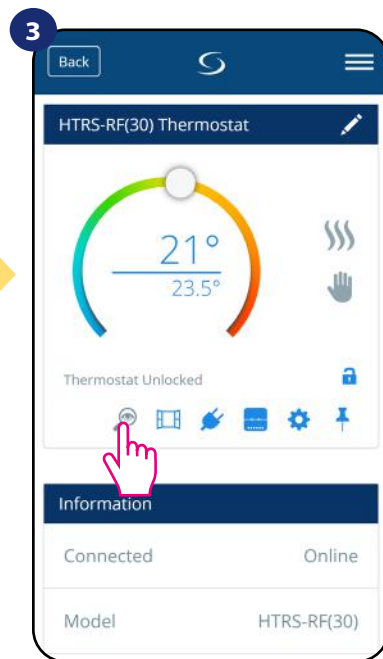 3
Back
HTRS-RF(30) Thermostat
21°
23.5°
Thermostat Unlocked
Information
Connected Online
Model HTRS-RF(30)